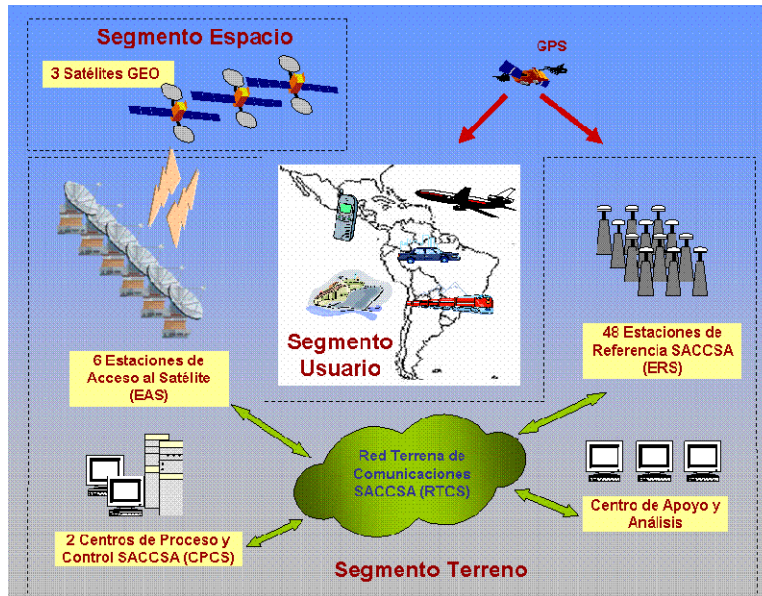 Segmento Espacio
3 Satélites GEO
GPS
Segmento
Usuario
6 Estaciones de
Acceso al Satélite
(EAS)
48 Estaciones de
Referencia SACCSA
(ERS)
Red Terrena de
Comunicaciones
SACCSA (RTCS)
2 Centros de Proceso y
Control SACCSA (CPCS)
Centro de Apoyo y
Análisis
Segmento Terreno